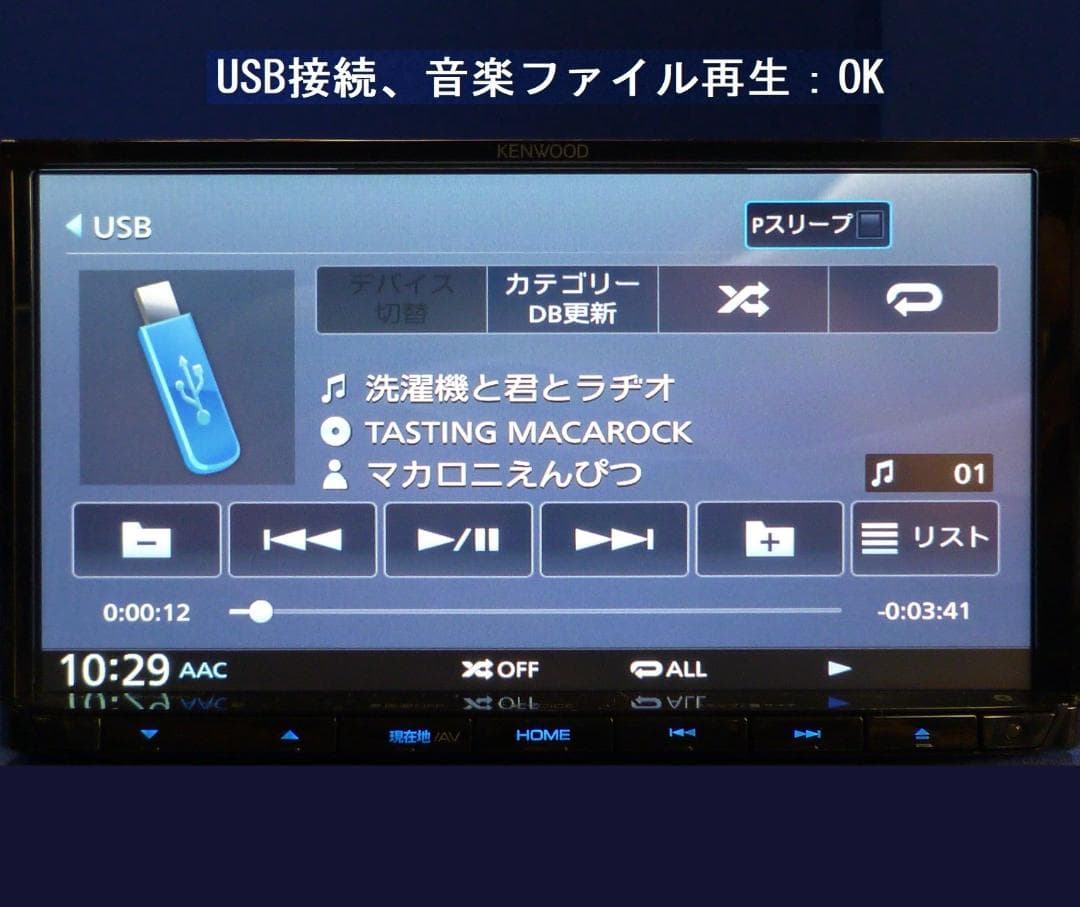 USB接続、音楽ファイル再生：OK
KENWOOD
USB
Pスリープ
デバイス
切替
カテゴリー
DB更新
洗濯機と君とラヂオ
TASTING MACAROCK
マカロニえんぴつ
01
リスト
0:00:12
-0:03:41
10:29 AAC
OFF
ALL
現在地/AV
HOME